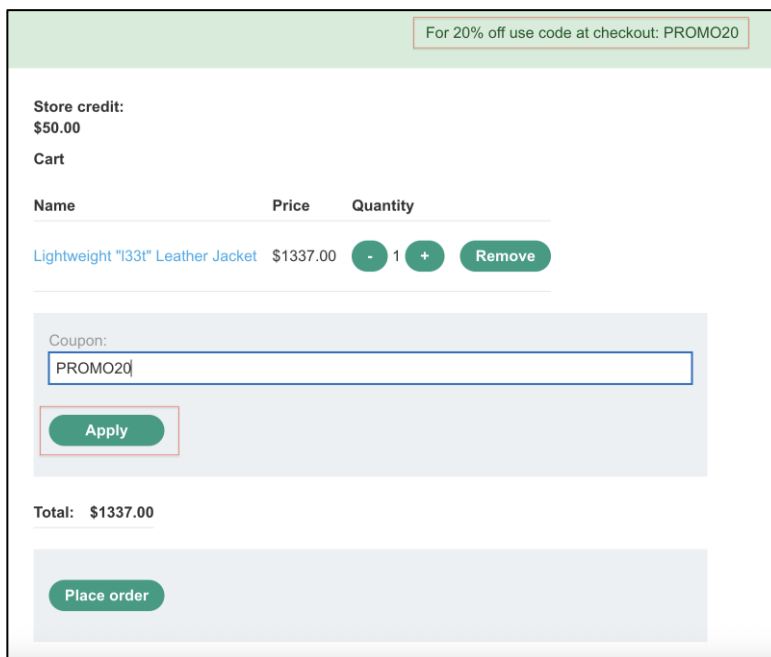 For 20% off use code at checkout: PROMO20
Store credit:
$50.00
Cart
Name Price Quantity
Lightweight "l33t" Leather Jacket $1337.00 - 1 + Remove
Coupon:
PROMO20
Apply
Total: $1337.00
Place order